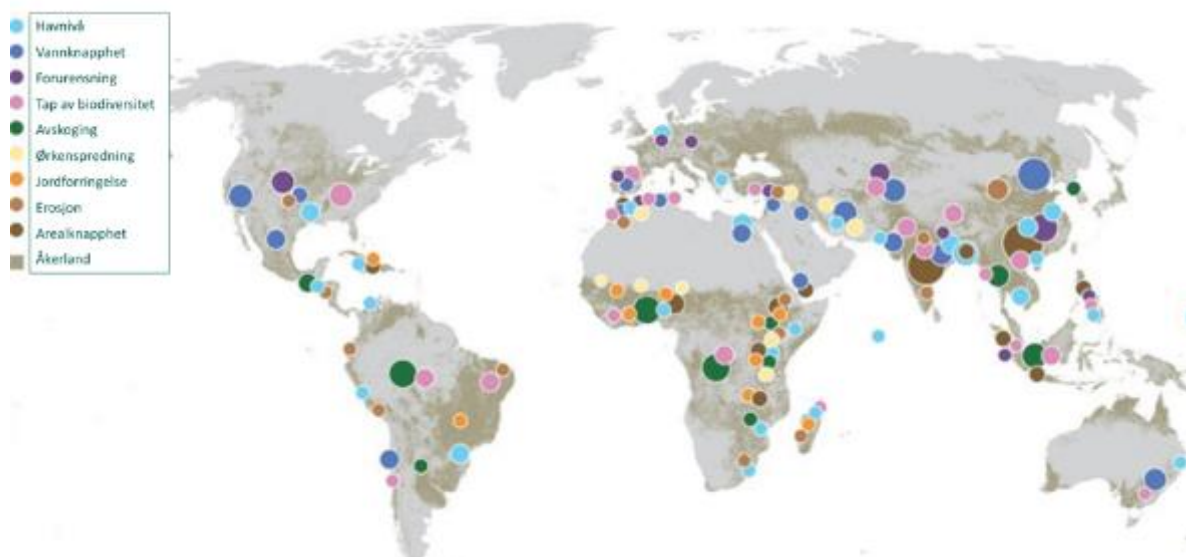 Havnivå
Vannknapphet
Forurensning
Tap av biodiversitet
Avskoging
Ørkenspredning
Jordforringelse
Erosjon
Arealknapphet
Åkerland